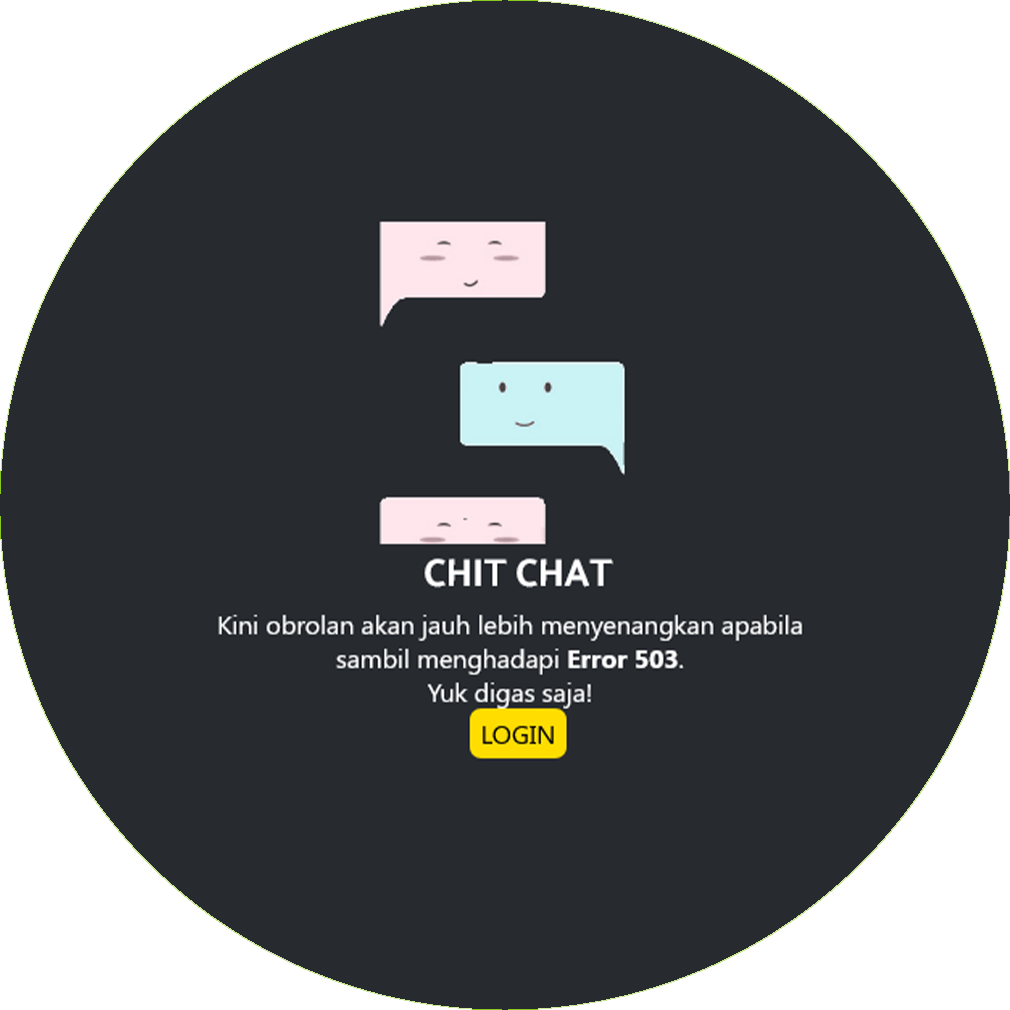 CHIT CHAT
Kini obrolan akan jauh lebih menyenangkan apabila
sambil menghadapi Error 503.
Yuk digas saja!
LOGIN